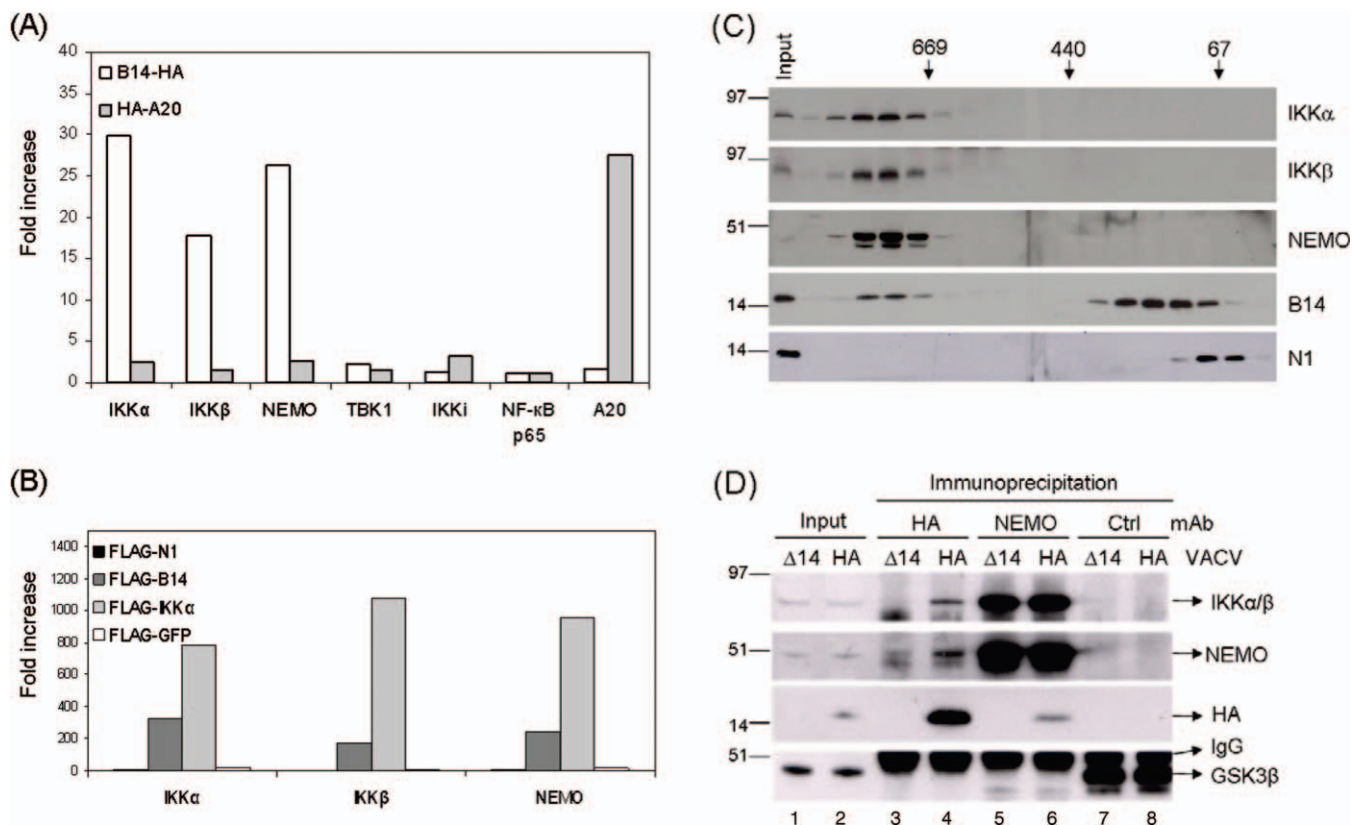 (A)
40
35
30
25
20
15
10
5
0
Fold increase
B14-HA
HA-A20
IKKα IKKβ NEMO TBK1 IKKi NF-κB p65 A20
(B)
1400
1200
1000
800
600
400
200
0
Fold increase
FLAG-N1
FLAG-B14
FLAG-IKKα
FLAG-GFP
IKKα IKKβ NEMO
(C)
Input 669 440 67
97 IKKα
97 IKKβ
51 NEMO
14 B14
14 N1
(D)
Immunoprecipitation
Input HA NEMO Ctrl mAb
Δ14 HA Δ14 HA Δ14 HA Δ14 HA VACV
97 IKKα/β
51 NEMO
14 HA
51 IgG
GSK3β
1 2 3 4 5 6 7 8